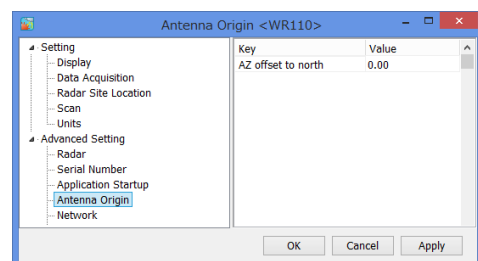 Antenna Origin <WR110>
Setting
Display
Data Acquisition
Radar Site Location
Scan
Units
Advanced Setting
Radar
Serial Number
Application Startup
Antenna Origin
Network
Key Value
AZ offset to north 0.00
OK Cancel Apply